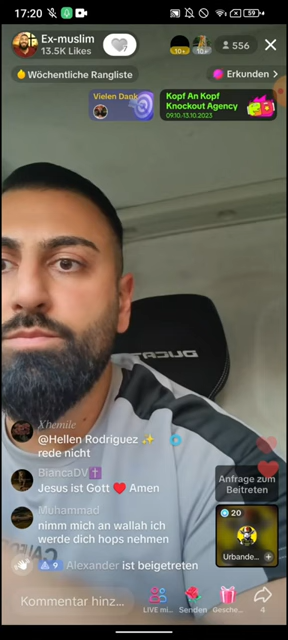 17:20
59
Ex-muslim
13.5K Likes
10+
10+
556
Wöchentliche Rangliste
Erkunden >
Vielen Dank
Kopf An Kopf
Knockout Agency
09.10-13.10.2023
Xhemile
@Hellen Rodriguez ✨
rede nicht
BiancaDV✝️
Jesus ist Gott ❤️ Amen
Muhammad
nimm mich an wallah ich
werde dich hops nehmen
9 Alexander ist beigetreten
Anfrage zum
Beitreten
20
Urbande...
Kommentar hinz...
LIVE mi...
Senden
Gesche...
4